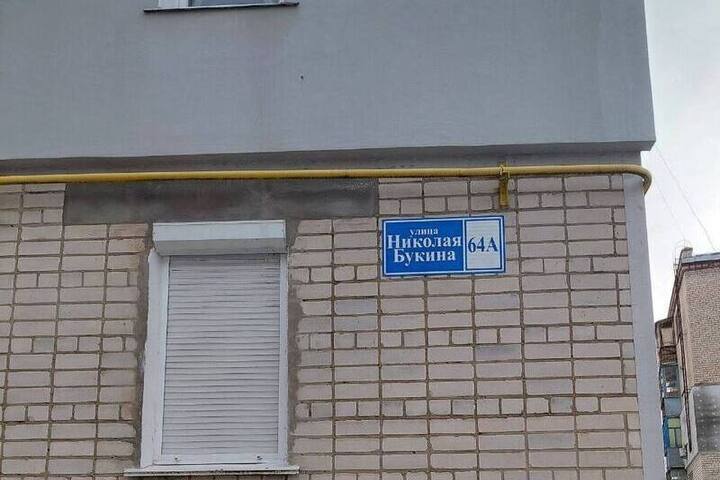 улица
Николая
Букина
64А